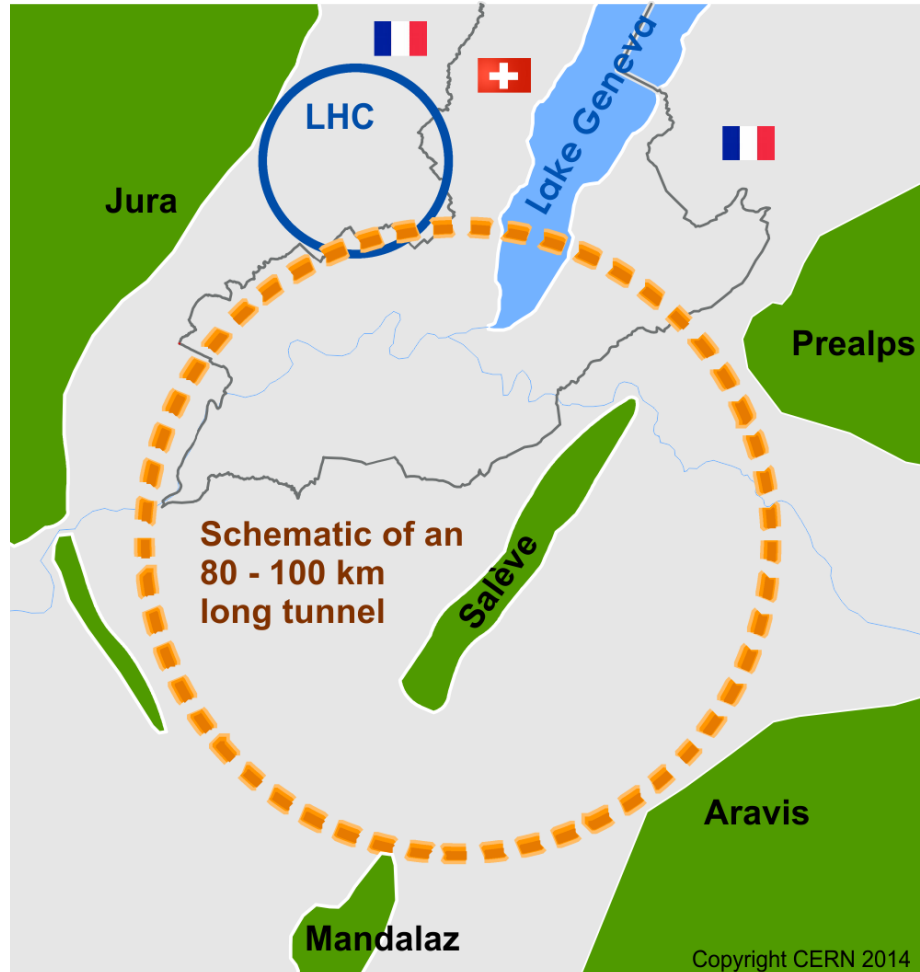 LHC
Lake Geneva
Jura
Prealps
Schematic of an
80 - 100 km
long tunnel
Salève
Aravis
Mandalaz
Copyright CERN 2014